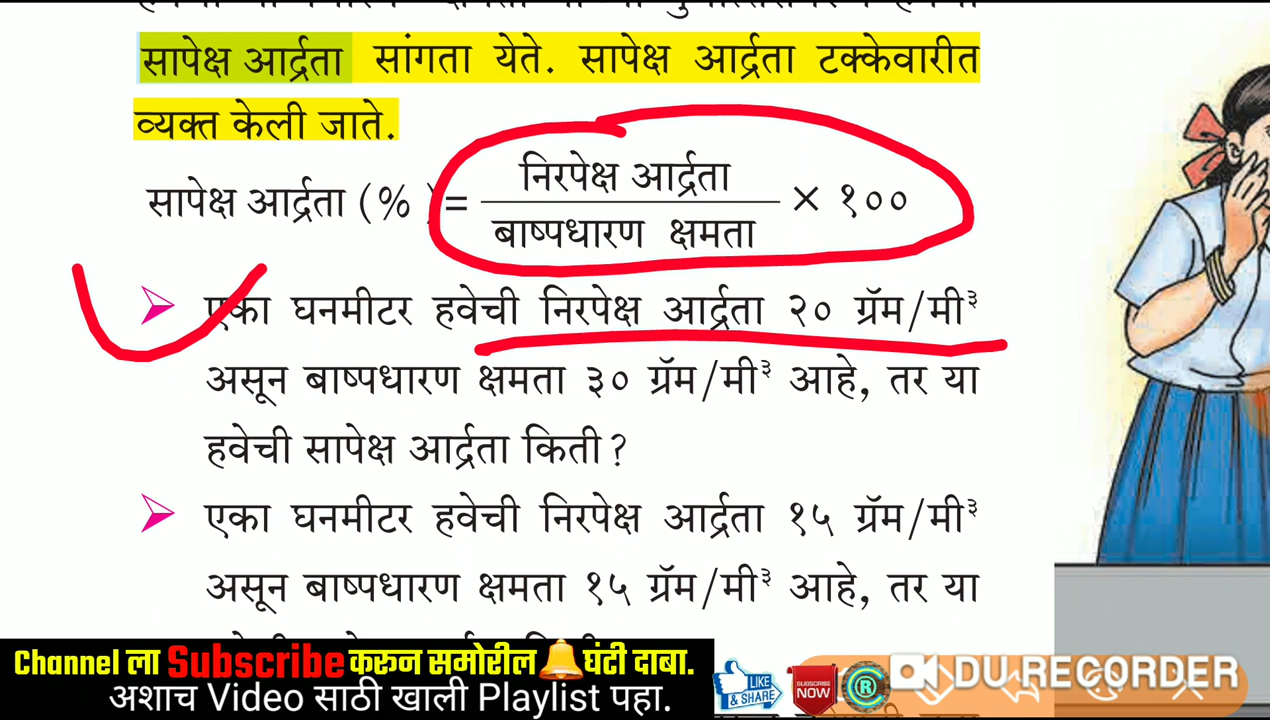 सापेक्ष आर्द्रता सांगता येते. सापेक्ष आर्द्रता टक्केवारीत
व्यक्त केली जाते.
सापेक्ष आर्द्रता (% ) = निरपेक्ष आर्द्रता / बाष्पधारण क्षमता × १००
एका घनमीटर हवेची निरपेक्ष आर्द्रता २० ग्रॅम/मी³
असून बाष्पधारण क्षमता ३० ग्रॅम/मी³ आहे, तर या
हवेची सापेक्ष आर्द्रता किती?
एका घनमीटर हवेची निरपेक्ष आर्द्रता १५ ग्रॅम/मी³
असून बाष्पधारण क्षमता १५ ग्रॅम/मी³ आहे, तर या
Channel ला Subscribe करून समोरील घंटी दाबा.
अशाच Video साठी खाली Playlist पहा.
LIKE & SHARE
SUBSCRIBE NOW
R
DU RECORDER